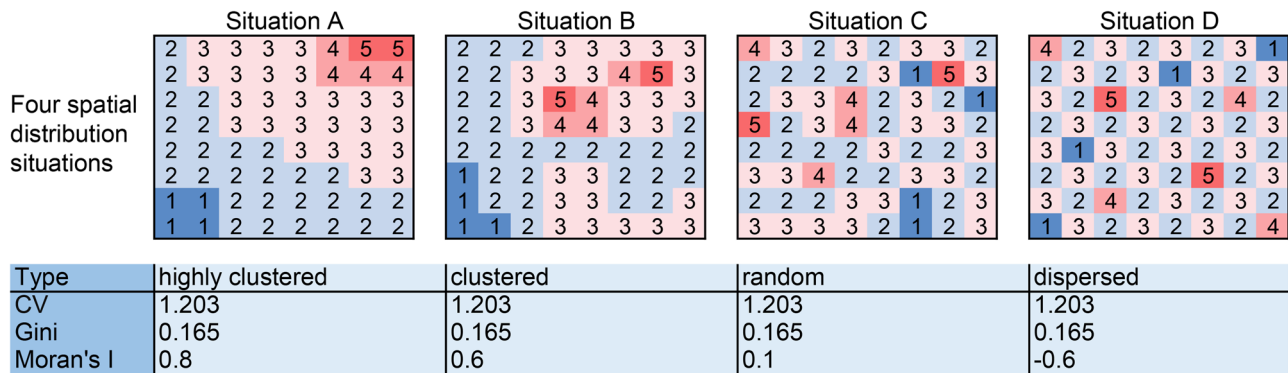 Situation A Situation B Situation C Situation D
Four spatial
distribution
situations
2 3 3 3 3 4 5 5 2 2 2 3 3 3 3 3 4 3 2 3 2 3 3 2 4 2 3 2 3 2 3 1
2 3 3 3 3 4 4 4 2 2 3 3 3 4 5 3 2 2 2 2 3 1 5 3 2 3 2 3 1 3 2 3
2 2 3 3 3 3 3 3 2 2 3 5 4 3 3 3 2 3 3 4 2 3 2 1 3 2 5 2 3 2 4 2
2 2 3 3 3 3 3 3 2 2 3 4 4 3 3 2 5 2 3 4 2 3 3 2 2 3 2 3 2 3 2 3
2 2 2 2 3 3 3 3 2 2 2 2 2 2 2 2 2 2 2 2 3 2 2 3 3 1 3 2 3 2 3 2
2 2 2 2 2 2 3 3 1 2 2 3 3 2 2 2 3 3 4 2 2 3 3 2 2 3 2 3 2 5 2 3
1 1 2 2 2 2 2 2 1 2 2 3 3 2 2 3 2 2 2 3 3 1 2 3 3 2 4 2 3 2 3 2
1 1 2 2 2 2 2 2 1 1 2 3 3 3 3 3 3 3 3 3 2 1 2 3 1 3 2 3 2 3 2 4
Type highly clustered clustered random dispersed
CV 1.203 1.203 1.203 1.203
Gini 0.165 0.165 0.165 0.165
Moran's I 0.8 0.6 0.1 -0.6